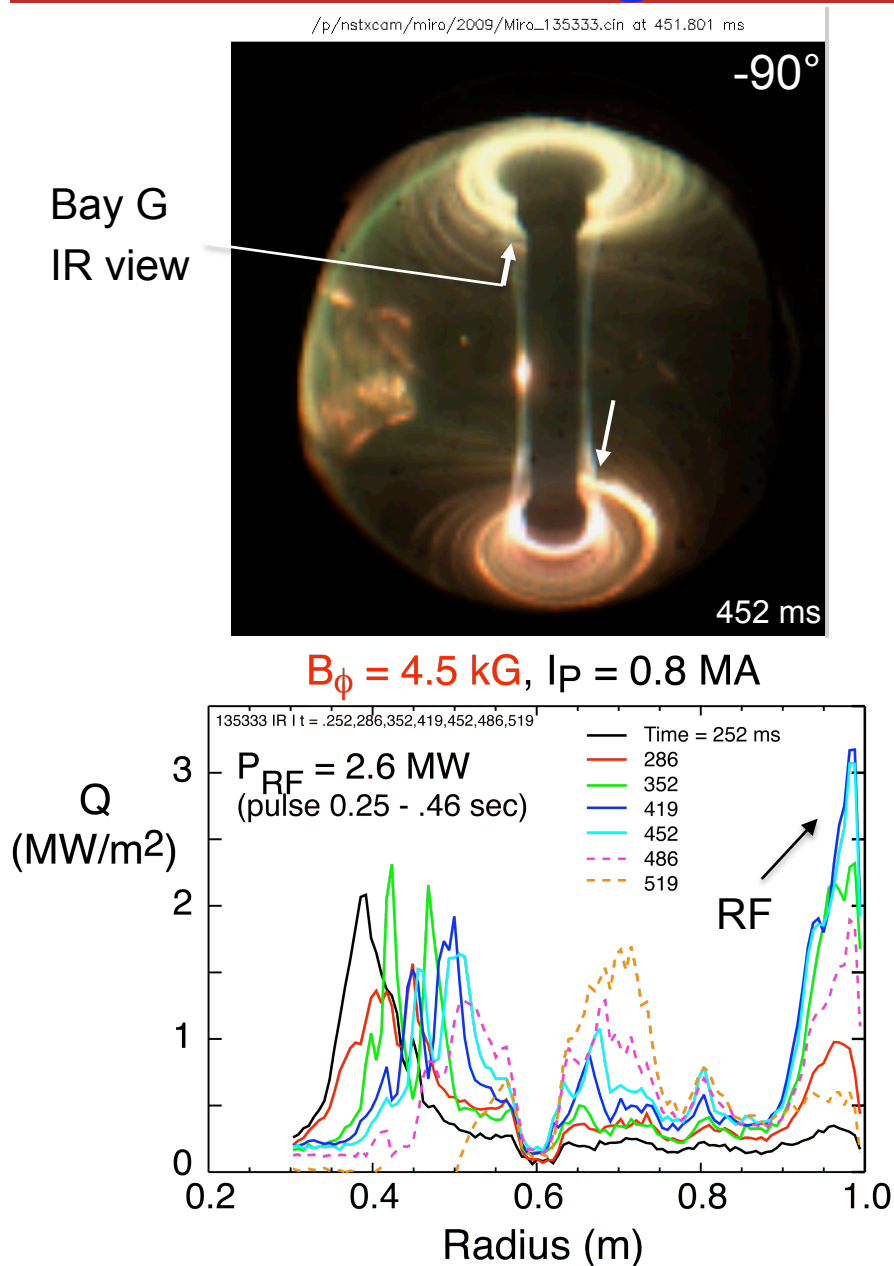 /p/nstxcam/miro/2009/Miro_135333.cin at 451.801 ms
-90°
Bay G
IR view
452 ms
Bϕ = 4.5 kG, IP = 0.8 MA
135333 IR I t = .252,286,352,419,452,486,519
PRF = 2.6 MW
(pulse 0.25 - .46 sec)
Time = 252 ms
286
352
419
452
486
519
RF
Q
(MW/m2)
3
2
1
0
0.2 0.4 0.6 0.8 1.0
Radius (m)